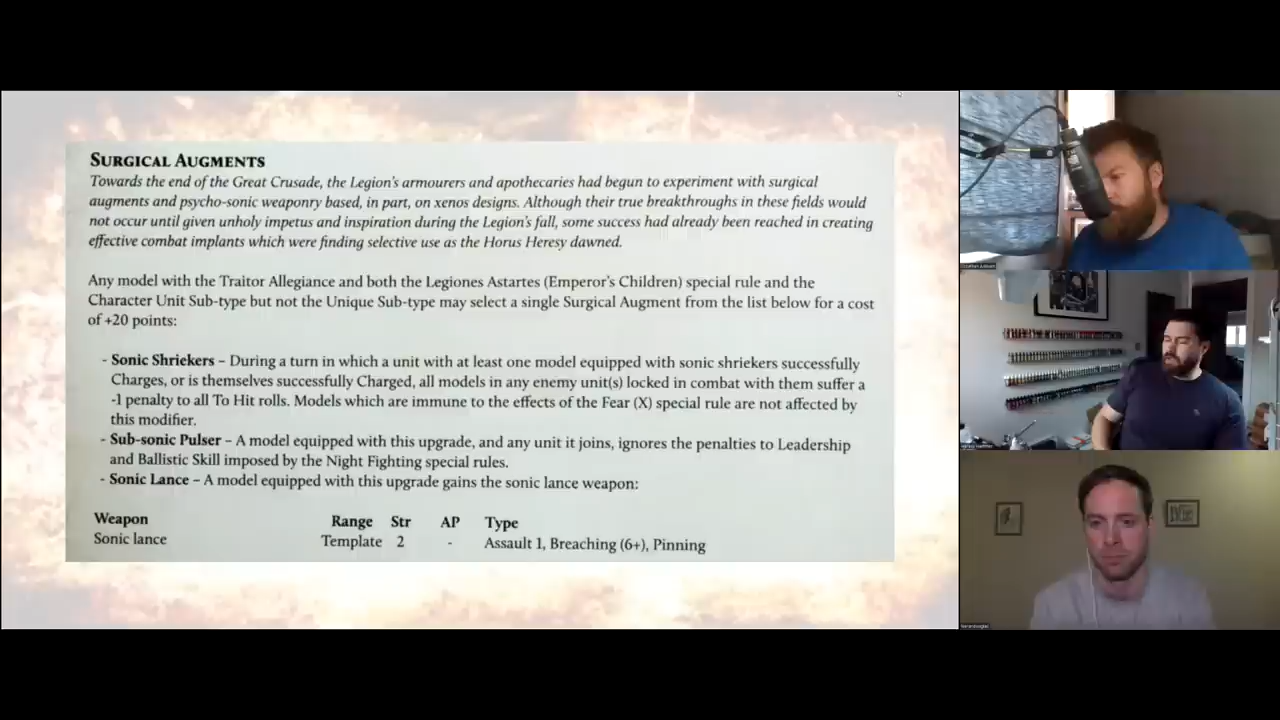 SURGICAL AUGMENTS
Towards the end of the Great Crusade, the Legion's armourers and apothecaries had begun to experiment with surgical
augments and psycho-sonic weaponry based, in part, on xenos designs. Although their true breakthroughs in these fields would
not occur until given unholy impetus and inspiration during the Legion's fall, some success had already been reached in creating
effective combat implants which were finding selective use as the Horus Heresy dawned.
Any model with the Traitor Allegiance and both the Legiones Astartes (Emperor's Children) special rule and the
Character Unit Sub-type but not the Unique Sub-type may select a single Surgical Augment from the list below for a cost
of +20 points:
- Sonic Shriekers – During a turn in which a unit with at least one model equipped with sonic shriekers successfully
Charges, or is themselves successfully Charged, all models in any enemy unit(s) locked in combat with them suffer a
-1 penalty to all To Hit rolls. Models which are immune to the effects of the Fear (X) special rule are not affected by
this modifier.
- Sub-sonic Pulser – A model equipped with this upgrade, and any unit it joins, ignores the penalties to Leadership
and Ballistic Skill imposed by the Night Fighting special rules.
- Sonic Lance – A model equipped with this upgrade gains the sonic lance weapon:
Weapon Range Str AP Type
Sonic lance Template 2 - Assault 1, Breaching (6+), Pinning